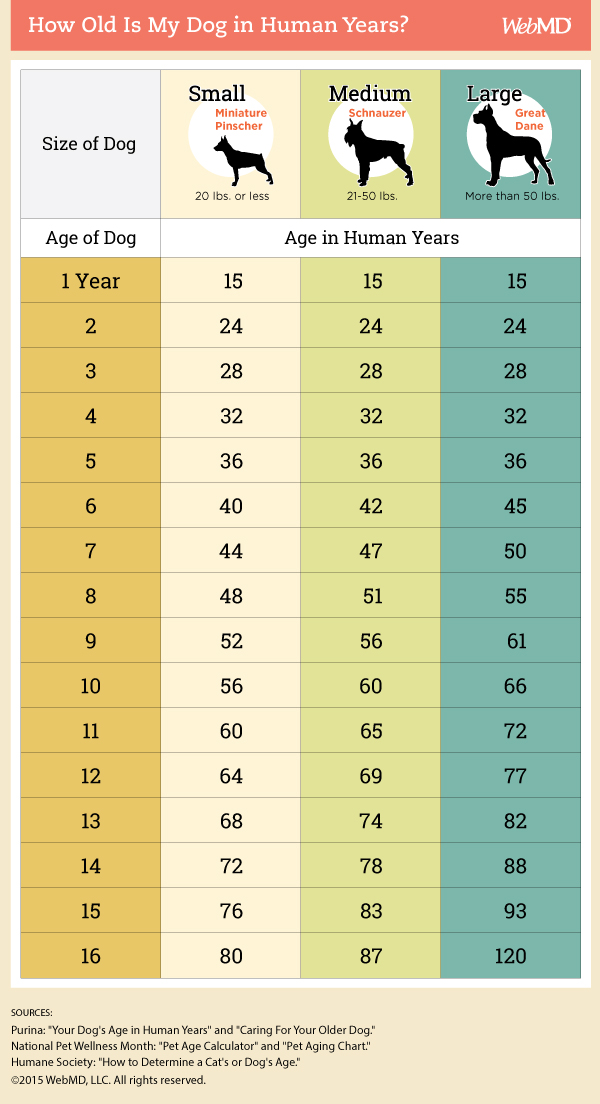 How Old Is My Dog in Human Years? WebMD
Size of Dog
Small
Miniature
Pinscher
20 lbs. or less
Medium
Schnauzer
21-50 lbs.
Large
Great
Dane
More than 50 lbs.
Age of Dog Age in Human Years
1 Year 15 15 15
2 24 24 24
3 28 28 28
4 32 32 32
5 36 36 36
6 40 42 45
7 44 47 50
8 48 51 55
9 52 56 61
10 56 60 66
11 60 65 72
12 64 69 77
13 68 74 82
14 72 78 88
15 76 83 93
16 80 87 120
SOURCES:
Purina: "Your Dog's Age in Human Years" and "Caring For Your Older Dog."
National Pet Wellness Month: "Pet Age Calculator" and "Pet Aging Chart."
Humane Society: "How to Determine a Cat's or Dog's Age."
©2015 WebMD, LLC. All rights reserved.